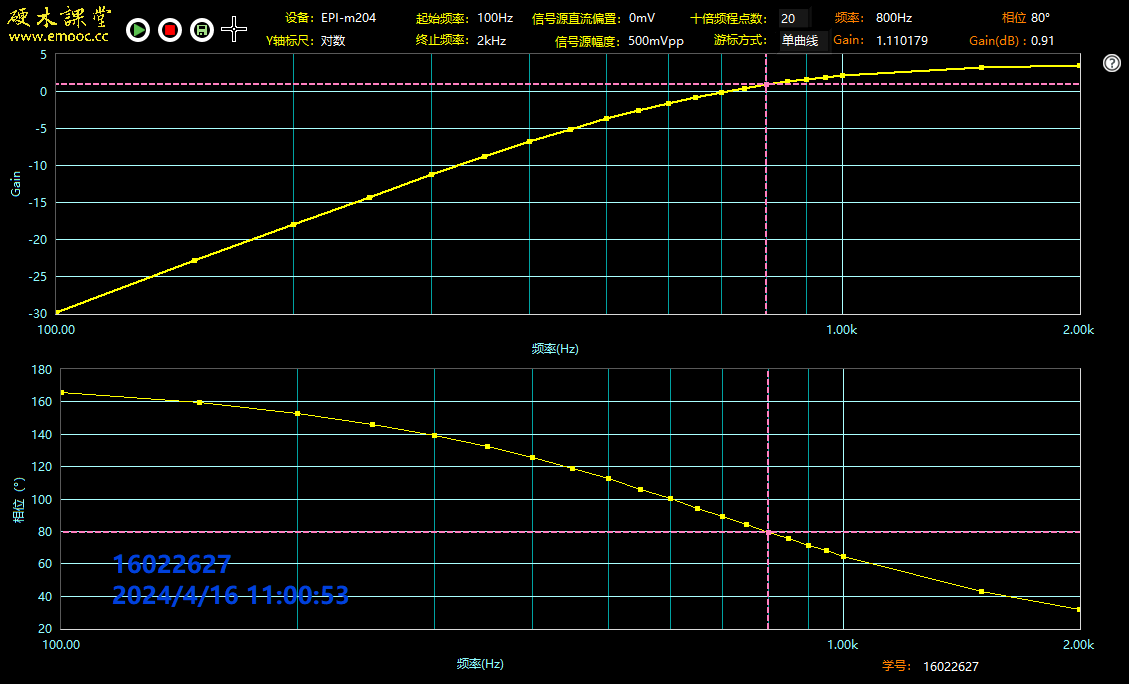 硬木課堂
www.emooc.cc
设备: EPI-m204
起始频率: 100Hz
信号源直流偏置: 0mV
十倍频程点数: 20
频率: 800Hz
相位 80°
Y轴标尺: 对数
终止频率: 2kHz
信号源幅度: 500mVpp
游标方式: 单曲线
Gain: 1.110179
Gain(dB) : 0.91
5
0
-5
-10
-15
-20
-25
-30
Gain
100.00
1.00k
2.00k
频率(Hz)
180
160
140
120
100
80
60
40
20
相位 (°)
16022627
2024/4/16 11:00:53
100.00
1.00k
2.00k
频率(Hz)
学号: 16022627